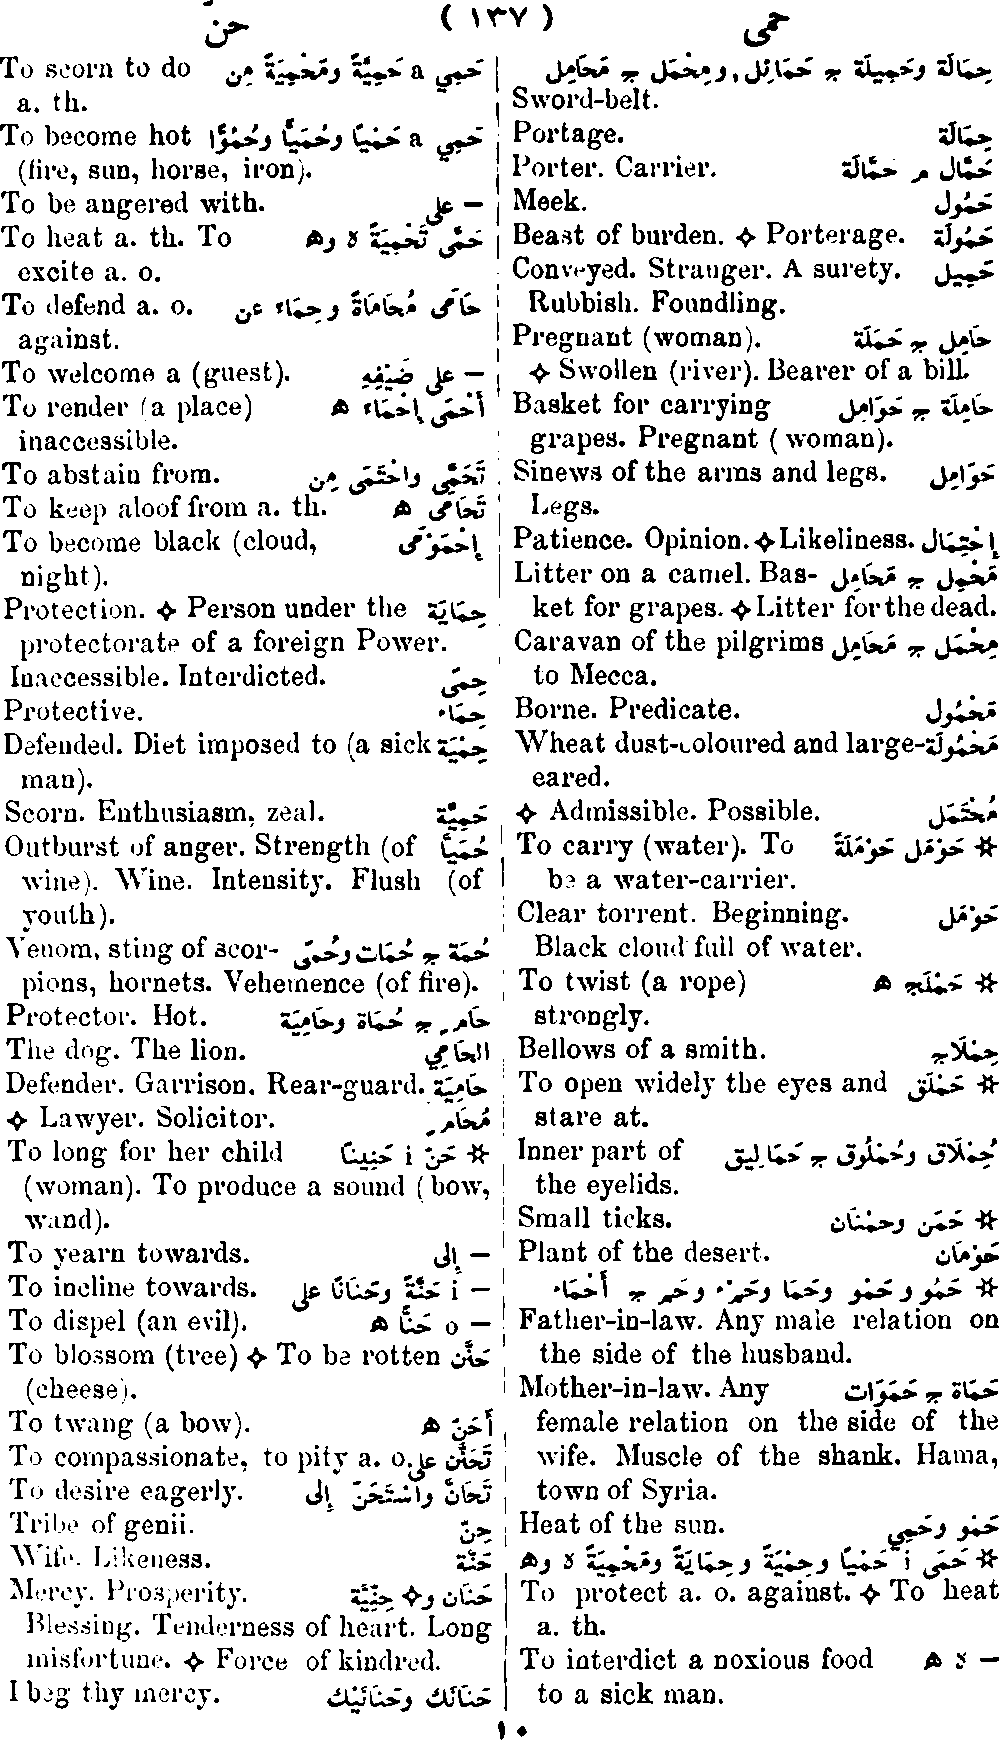 حن ( ١٣٧ ) حمى
حِمَالَة وحَمِيلَة ج حَمَائِل, ومِحْمَل ج مَحَامِل
Sword-belt.
Portage. حِمَالَة
Porter. Carrier. حَمَّال م حَمَّالَة
Meek. حَمُول
Beast of burden. ✧ Porterage. حَمُولَة
Conveyed. Stranger. A surety. حَمِيل
Rubbish. Foundling.
Pregnant (woman). حَامِل ج حَمَلَة
✧ Swollen (river). Bearer of a bill.
Basket for carrying حَامِلَة ج حَوَامِل
grapes. Pregnant (woman).
Sinews of the arms and legs. حَوَامِل
Legs.
Patience. Opinion. ✧ Likeliness. إِحْتِمَال
Litter on a camel. Bas- مَحْمِل ج مَحَامِل
ket for grapes. ✧ Litter for the dead.
Caravan of the pilgrims مِحْمَل ج مَحَامِل
to Mecca.
Borne. Predicate. مَحْمُول
Wheat dust-coloured and large- مَحْمُولَة
eared.
✧ Admissible. Possible. مُحْتَمَل
To carry (water). To ✲ حَوْمَل حَوْمَلَةً
be a water-carrier.
Clear torrent. Beginning. حَوْمَل
Black cloud full of water.
To twist (a rope) ✲ حَمْلَج ه
strongly.
Bellows of a smith. حِمْلَاج
To open widely the eyes and ✲ حَمْلَق
stare at.
Inner part of حُِمْلَاق وحُمْلُوق ج حَمَالِيق
the eyelids.
Small ticks. ✲ حَمَن وحَمْنَان
Plant of the desert. حَوْمَان
✲ حَمُو وحَمْو وحَمَا وحَمْء وحَم ج أَحْمَاء
Father-in-law. Any male relation on
the side of the husband.
Mother-in-law. Any حَمَاة ج حَمَوَات
female relation on the side of the
wife. Muscle of the shank. Hama,
town of Syria.
Heat of the sun. حَمْو وحَمِي
✲ حَمَى i حَمْيًا وحِمْيَةً وحِمَايَةً ومَحْمِيَةً لا وه
To protect a. o. against. ✧ To heat
a. th.
To interdict a noxious food — لا ه
to a sick man.
To scorn to do حَمِي a حَمِيَّةً ومَحْمِيَةً مِن
a. th.
To become hot حَمِي a حَمْيًا وحُمِيًّا وحُمُوًّا
(fire, sun, horse, iron).
To be angered with. — على
To heat a. th. To حَمَّى تَحْمِيَةً لا وه
excite a. o.
To defend a. o. حَامَى مُحَامَاةً وحِمَاء عن
against.
To welcome a (guest). — على ضَيْفِهِ
To render (a place) أَحْمَى إِحْمَاء ه
inaccessible.
To abstain from. تَحَمَّى واحْتَمَى مِن
To keep aloof from a. th. تَحَامَى ه
To become black (cloud, إِحْمَوْمَى
night).
Protection. ✧ Person under the حِمَايَة
protectorate of a foreign Power.
Inaccessible. Interdicted. حِمًى
Protective. حِمَاء
Defended. Diet imposed to (a sick حِمْيَة
man).
Scorn. Enthusiasm, zeal. حَمِيَّة
Outburst of anger. Strength (of حُمَيَّا
wine). Wine. Intensity. Flush (of
youth).
Venom, sting of scor- حُمَة ج حُمَات وحُمًى
pions, hornets. Vehemence (of fire).
Protector. Hot. حَامٍ ج حُمَاة وحَامِيَة
The dog. The lion. الحَامِي
Defender. Garrison. Rear-guard. حَامِيَة
✧ Lawyer. Solicitor. مُحَامٍ
To long for her child ✲ حَنَّ i حَنِينًا
(woman). To produce a sound (bow,
wand).
To yearn towards. — إِلى
To incline towards. — i حَنَّةً وحَنَانًا على
To dispel (an evil). — o حَنًّا ه
To blossom (tree) ✧ To be rotten حَنَّن
(cheese).
To twang (a bow). أَحَنَّ ه
To compassionate, to pity a. o. تَحَنَّن على
To desire eagerly. تَحَانَّ واسْتَحَنَّ إِلى
Tribe of genii. حِنّ
Wife. Likeness. حَنَّة
Mercy. Prosperity. حَنَان و✧ حِنِّيَّة
Blessing. Tenderness of heart. Long
misfortune. ✧ Force of kindred.
I beg thy mercy. حَنَانَك وحَنَانَيْك
١٠